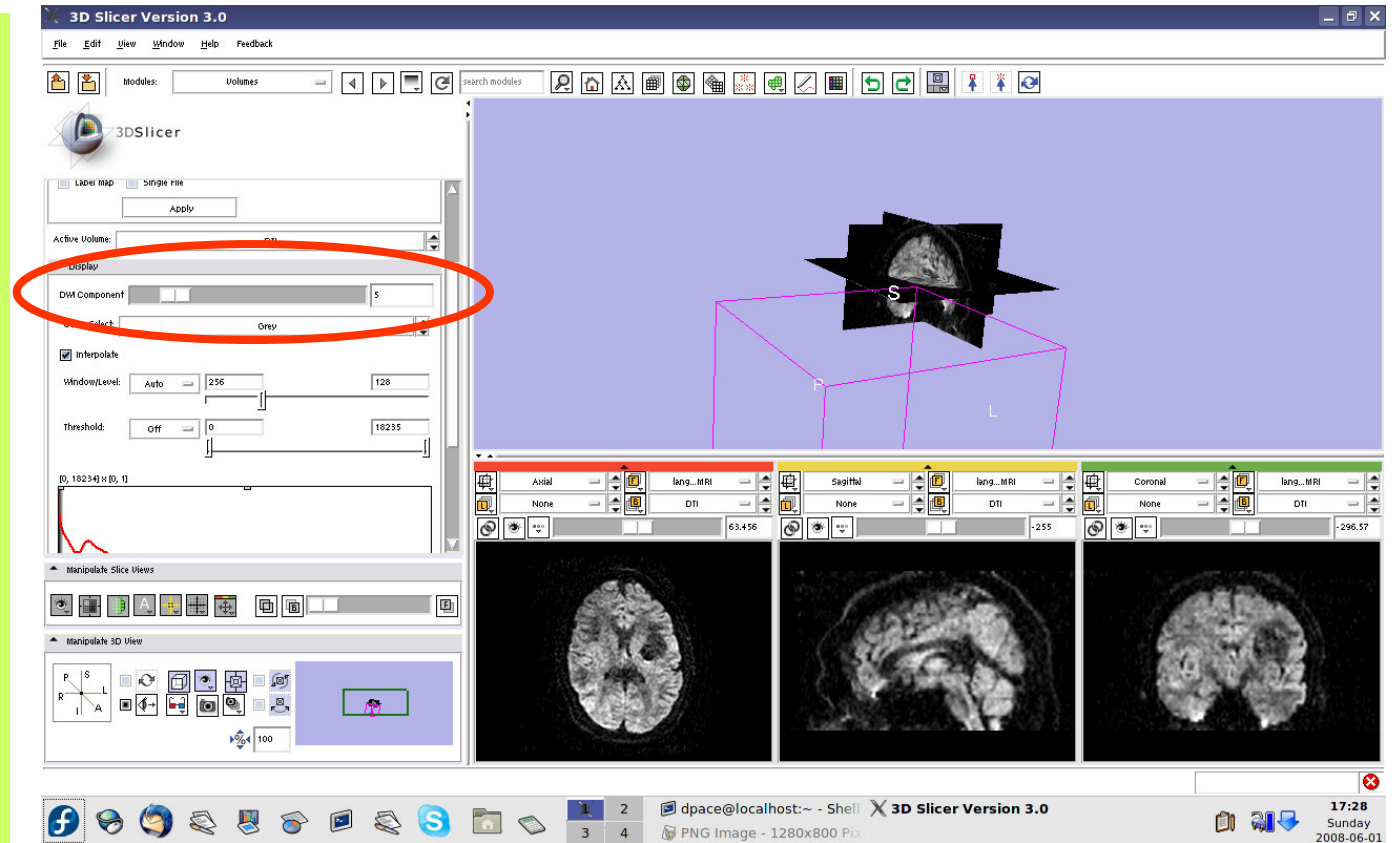 3D Slicer Version 3.0
File Edit View Window Help Feedback
Modules: Volumes search modules
3DSlicer
Label Map Single File
Apply
Active Volume: DTI
Display
DWI Component 5
Select: Grey
Interpolate
Window/Level: Auto 256 128
Threshold: Off 0 18235
[0, 18234] x [0, 1]
S
P
L
Axial lang...MRI
None DTI
63.456
Sagittal lang...MRI
None DTI
-255
Coronal lang...MRI
None DTI
-296.57
Manipulate Slice Views
Manipulate 3D View
P S
R L
I A
% 100
1 2
3 4
dpace@localhost:~ - Shell
3D Slicer Version 3.0
PNG Image - 1280x800 Pix
17:28
Sunday
2008-06-01